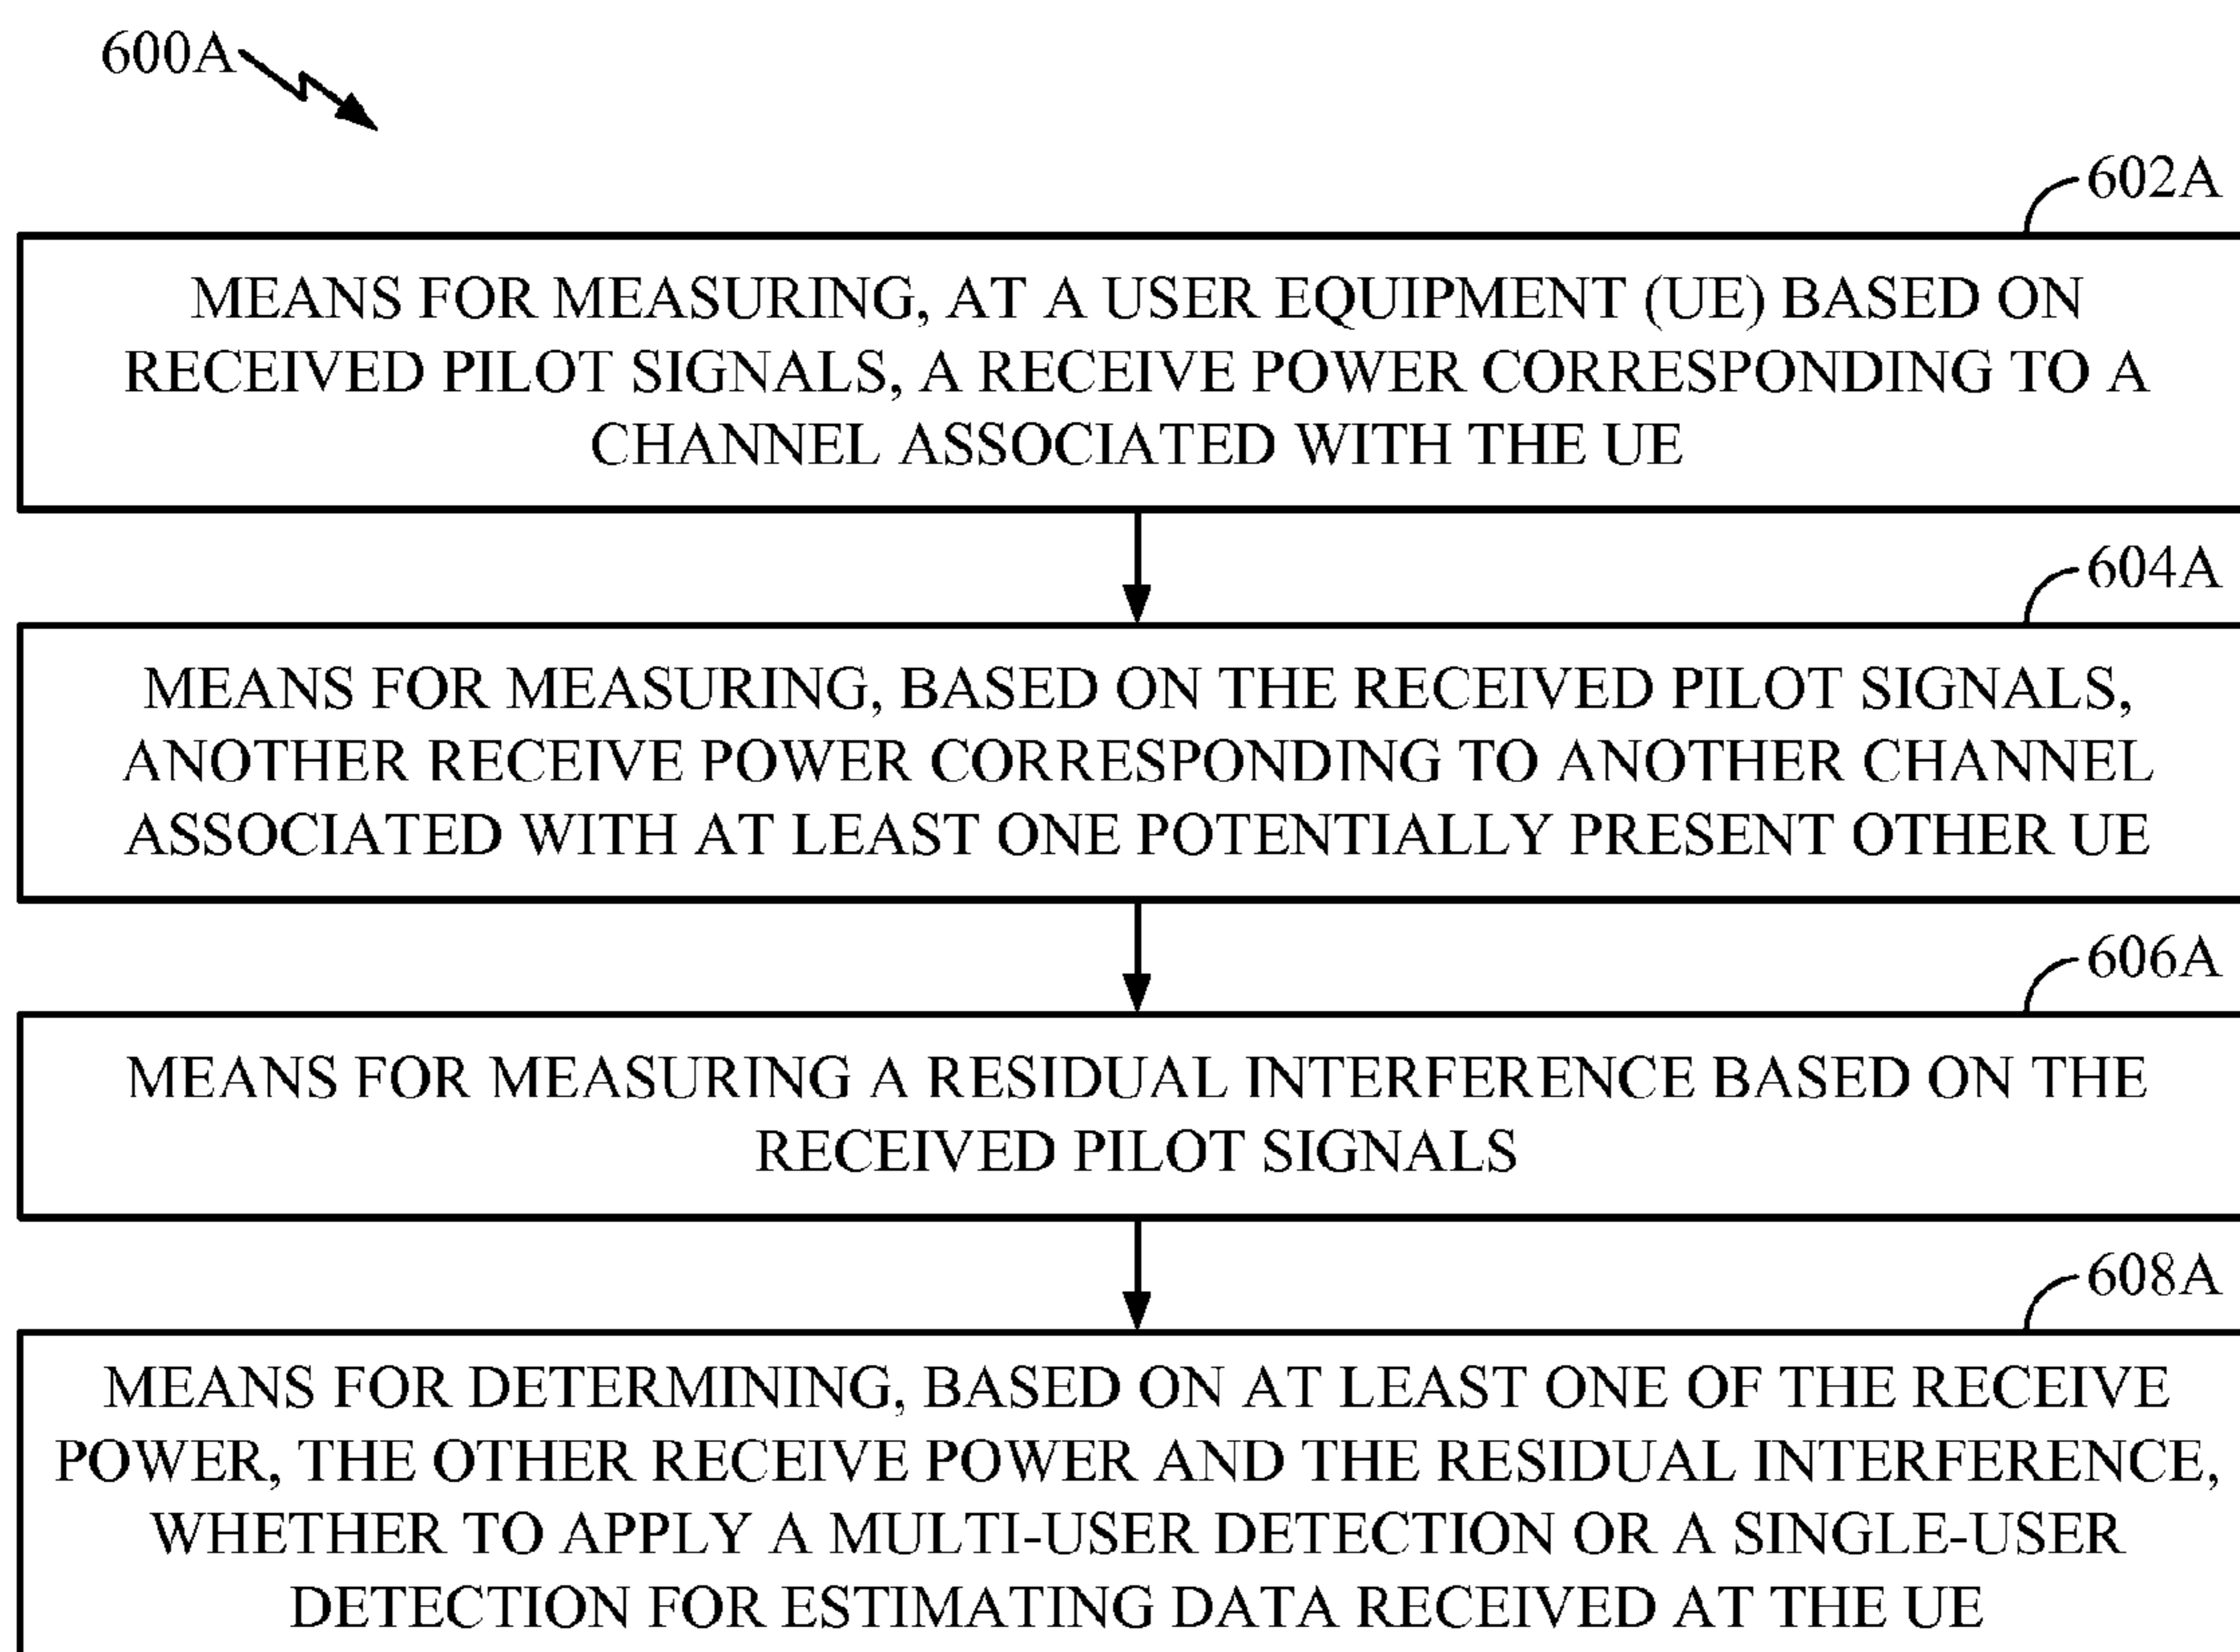 600A
602A
MEANS FOR MEASURING, AT A USER EQUIPMENT (UE) BASED ON
RECEIVED PILOT SIGNALS, A RECEIVE POWER CORRESPONDING TO A
CHANNEL ASSOCIATED WITH THE UE
604A
MEANS FOR MEASURING, BASED ON THE RECEIVED PILOT SIGNALS,
ANOTHER RECEIVE POWER CORRESPONDING TO ANOTHER CHANNEL
ASSOCIATED WITH AT LEAST ONE POTENTIALLY PRESENT OTHER UE
606A
MEANS FOR MEASURING A RESIDUAL INTERFERENCE BASED ON THE
RECEIVED PILOT SIGNALS
608A
MEANS FOR DETERMINING, BASED ON AT LEAST ONE OF THE RECEIVE
POWER, THE OTHER RECEIVE POWER AND THE RESIDUAL INTERFERENCE,
WHETHER TO APPLY A MULTI-USER DETECTION OR A SINGLE-USER
DETECTION FOR ESTIMATING DATA RECEIVED AT THE UE